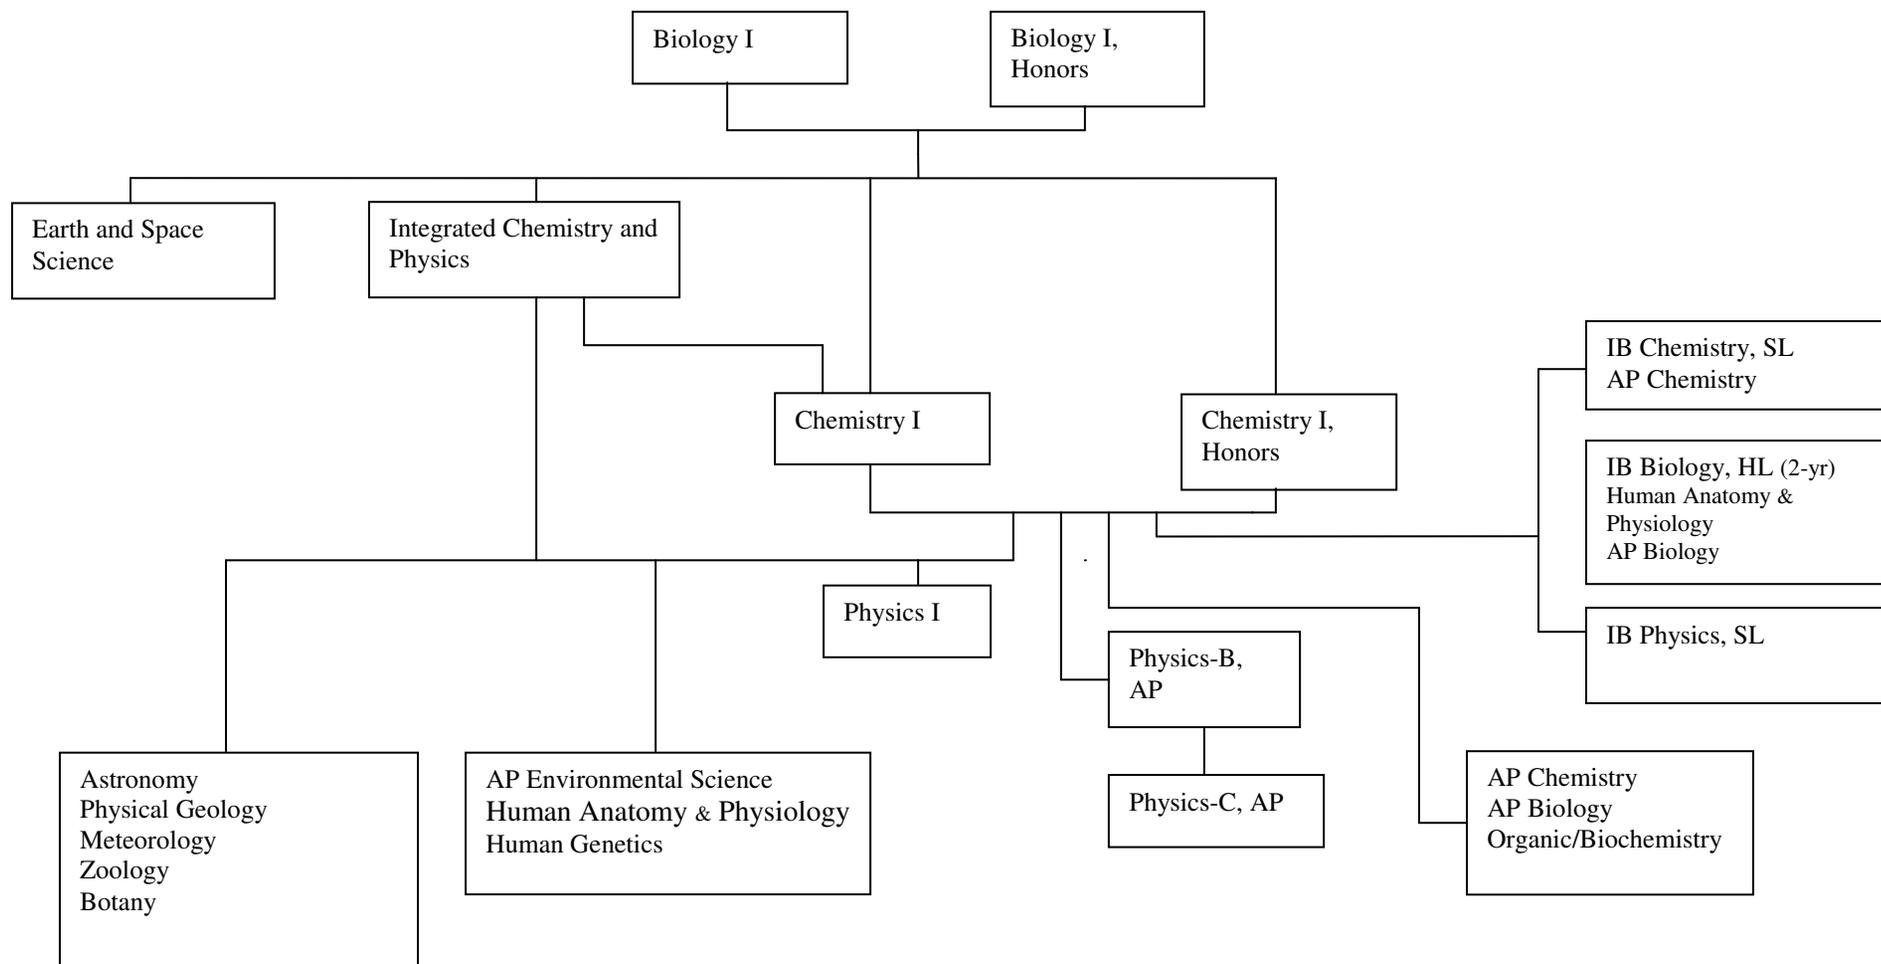 Biology I
Biology I,
Honors
Earth and Space
Science
Integrated Chemistry and
Physics
IB Chemistry, SL
AP Chemistry
Chemistry I
Chemistry I,
Honors
IB Biology, HL (2-yr)
Human Anatomy &
Physiology
AP Biology
Physics I
IB Physics, SL
Physics-B,
AP
Physics-C, AP
Astronomy
Physical Geology
Meteorology
Zoology
Botany
AP Environmental Science
Human Anatomy & Physiology
Human Genetics
AP Chemistry
AP Biology
Organic/Biochemistry